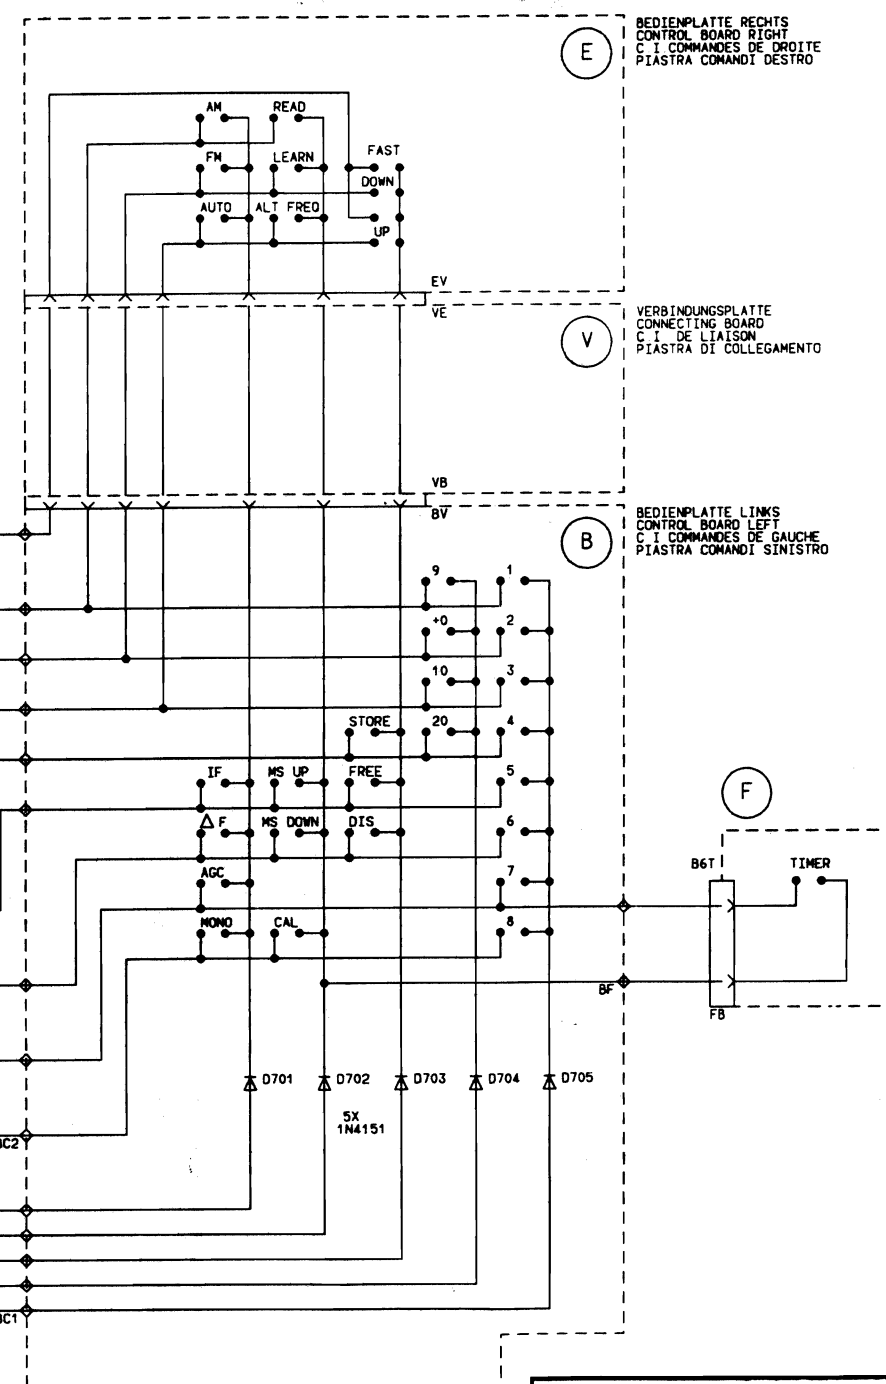 BEDIENPLATTE RECHTS
CONTROL BOARD RIGHT
C I COMMANDES DE DROITE
PIASTRA COMANDI DESTRO
E
AM
READ
FAST
FM
LEARN
DOWN
AUTO
ALT FREQ
UP
EV
VE
VERBINDUNGSPLATTE
CONNECTING BOARD
C I DE LIAISON
PIASTRA DI COLLEGAMENTO
V
VB
BV
BEDIENPLATTE LINKS
CONTROL BOARD LEFT
C I COMMANDES DE GAUCHE
PIASTRA COMANDI SINISTRO
B
9
1
+0
2
10
3
STORE
20
4
IF
MS UP
FREE
5
F
△ F
MS DOWN
DIS
6
B6T
TIMER
AGC
7
MONO
CAL
8
BF
FB
D701
D702
D703
D704
D705
5X
1N4151